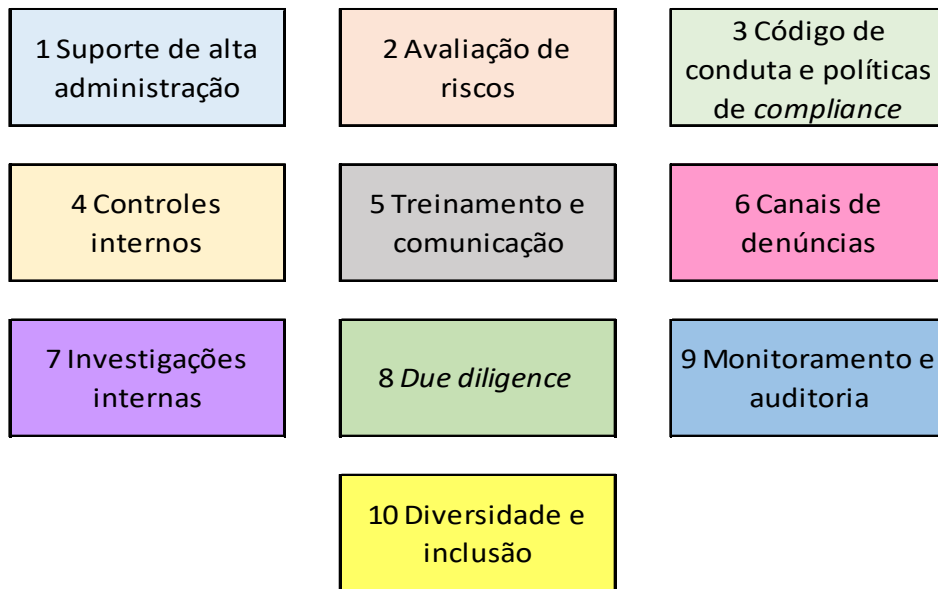 1 Suporte de alta
administração
2 Avaliação de
riscos
3 Código de
conduta e políticas
de compliance
4 Controles
internos
5 Treinamento e
comunicação
6 Canais de
denúncias
7 Investigações
internas
8 Due diligence
9 Monitoramento e
auditoria
10 Diversidade e
inclusão